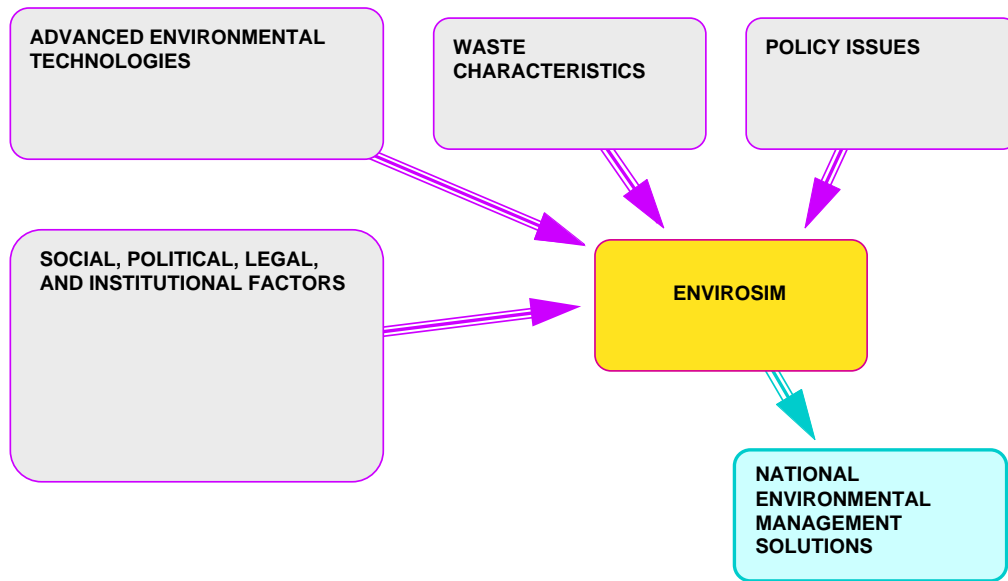 ADVANCED ENVIRONMENTAL
TECHNOLOGIES
WASTE
CHARACTERISTICS
POLICY ISSUES
SOCIAL, POLITICAL, LEGAL,
AND INSTITUTIONAL FACTORS
ENVIROSIM
NATIONAL
ENVIRONMENTAL
MANAGEMENT
SOLUTIONS